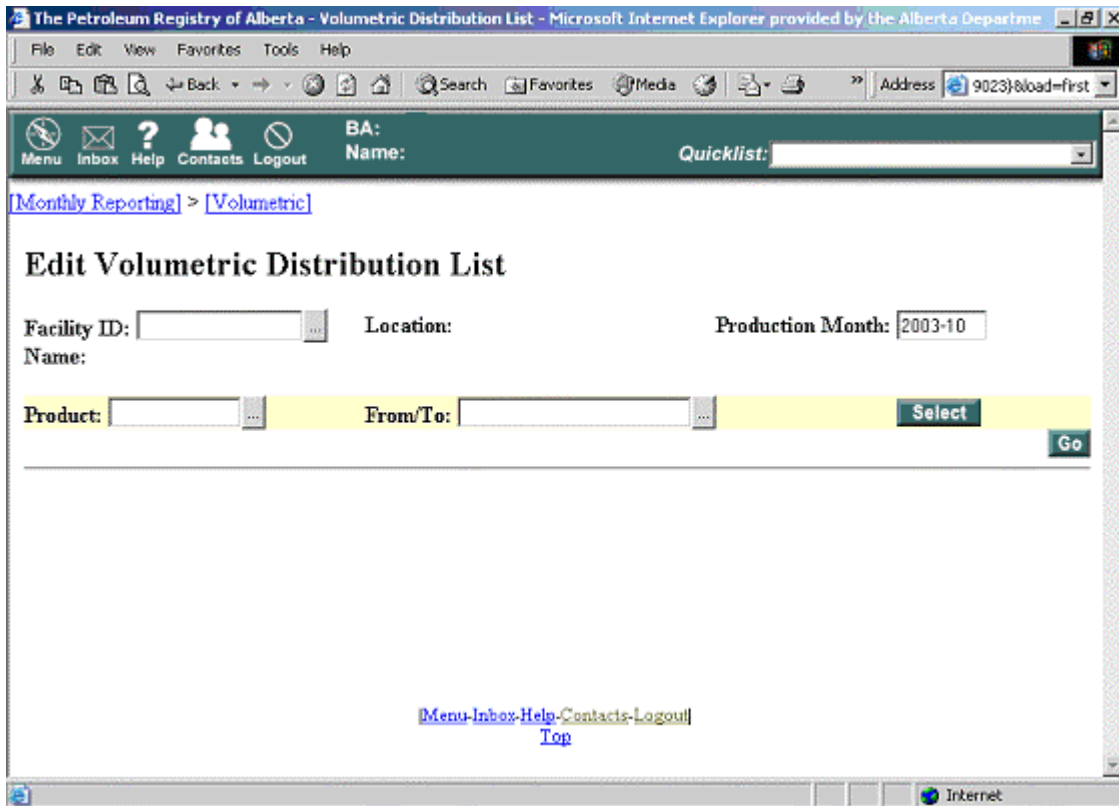 The Petroleum Registry of Alberta - Volumetric Distribution List - Microsoft Internet Explorer provided by the Alberta Departme
File Edit View Favorites Tools Help
Back Search Favorites Media » Address 9023}&load=first
Menu Inbox Help Contacts Logout BA: Name: Quicklist:
[Monthly Reporting] > [Volumetric]
Edit Volumetric Distribution List
Facility ID: ... Location: Production Month: 2003-10
Name:
Product: ... From/To: ... Select
Go
[Menu-Inbox-Help-Contacts-Logout]
Top
Internet